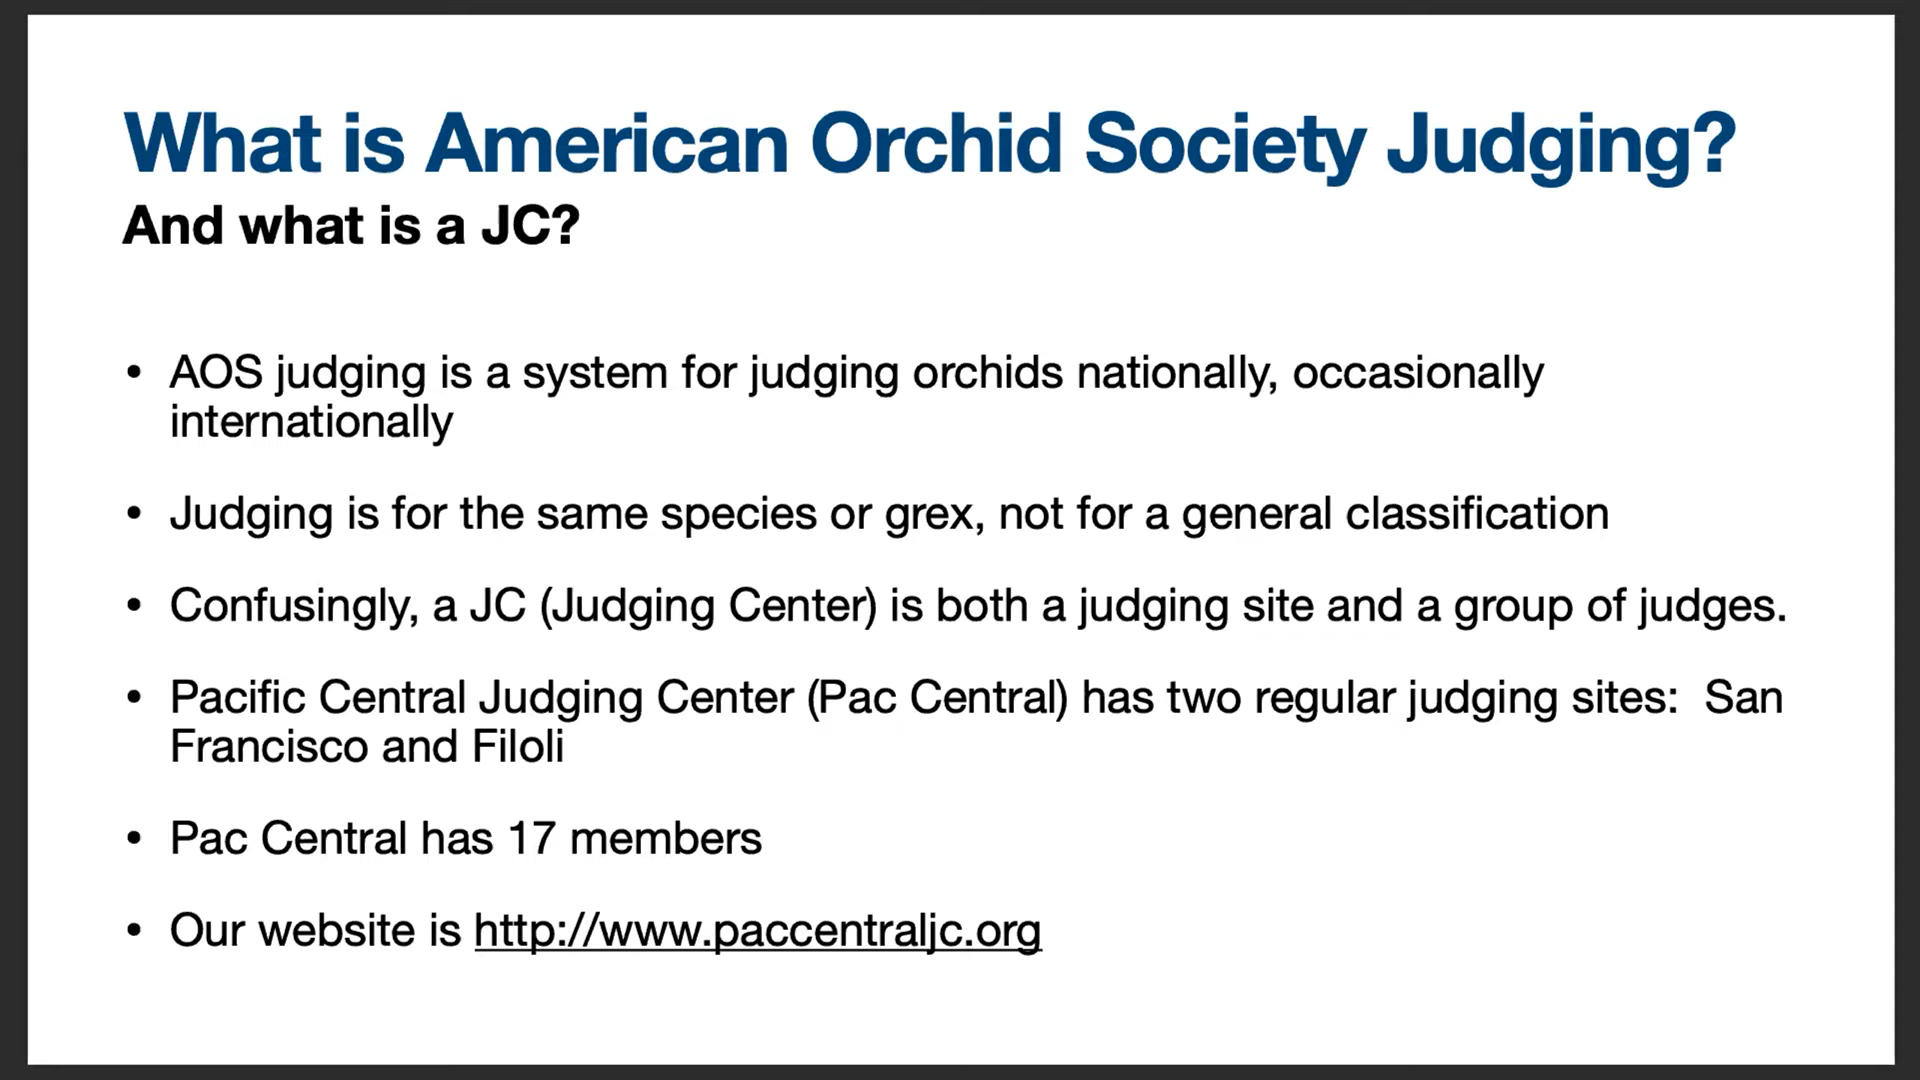 What is American Orchid Society Judging?
And what is a JC?
• AOS judging is a system for judging orchids nationally, occasionally
internationally
• Judging is for the same species or grex, not for a general classification
• Confusingly, a JC (Judging Center) is both a judging site and a group of judges.
• Pacific Central Judging Center (Pac Central) has two regular judging sites:  San
Francisco and Filoli
• Pac Central has 17 members
• Our website is http://www.paccentraljc.org